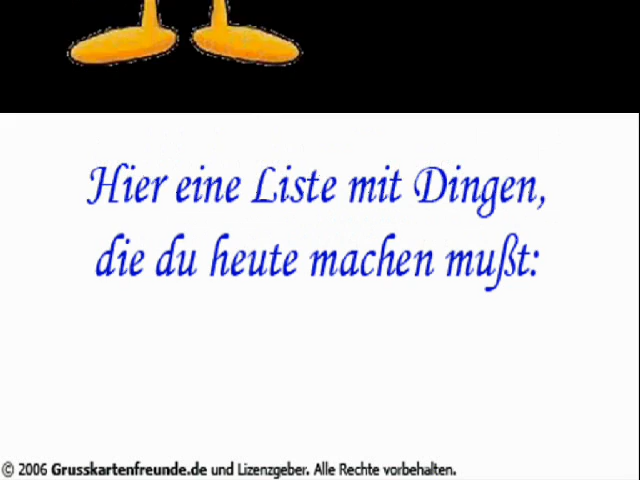 Hier eine Liste mit Dingen,
die du heute machen mußt:
© 2006 Grusskartenfreunde.de und Lizenzgeber. Alle Rechte vorbehalten.